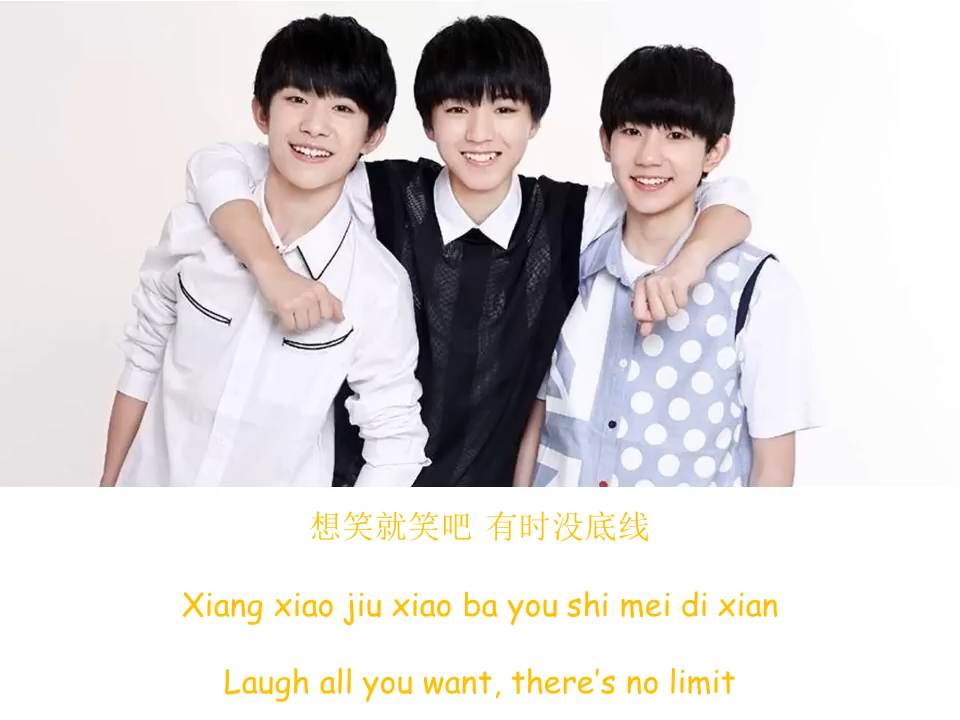 想笑就笑吧 有时没底线
Xiang xiao jiu xiao ba you shi mei di xian
Laugh all you want, there’s no limit